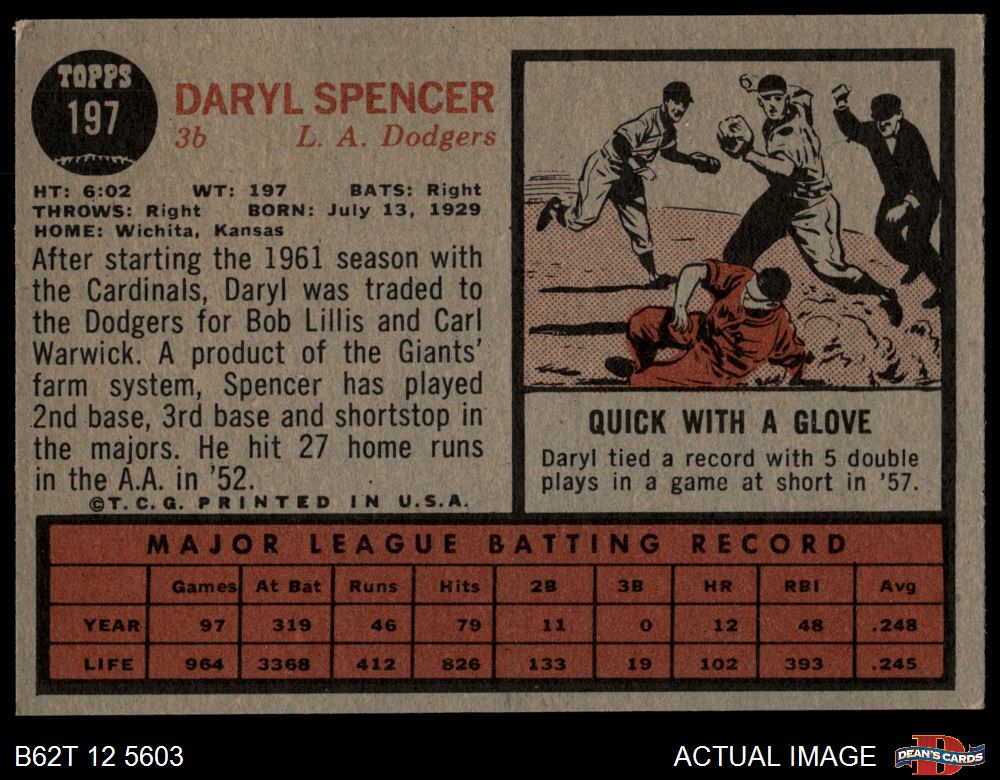 TOPPS
197
DARYL SPENCER
3b L. A. Dodgers
HT: 6:02 WT: 197 BATS: Right
THROWS: Right BORN: July 13, 1929
HOME: Wichita, Kansas
After starting the 1961 season with
the Cardinals, Daryl was traded to
the Dodgers for Bob Lillis and Carl
Warwick. A product of the Giants'
farm system, Spencer has played
2nd base, 3rd base and shortstop in
the majors. He hit 27 home runs
in the A.A. in '52.
©T.C.G. PRINTED IN U.S.A.
QUICK WITH A GLOVE
Daryl tied a record with 5 double
plays in a game at short in '57.
MAJOR LEAGUE BATTING RECORD
Games At Bat Runs Hits 2B 3B HR RBI Avg
YEAR 97 319 46 79 11 0 12 48 .248
LIFE 964 3368 412 826 133 19 102 393 .245
B62T 12 5603 ACTUAL IMAGE
D
DEAN'S CARDS